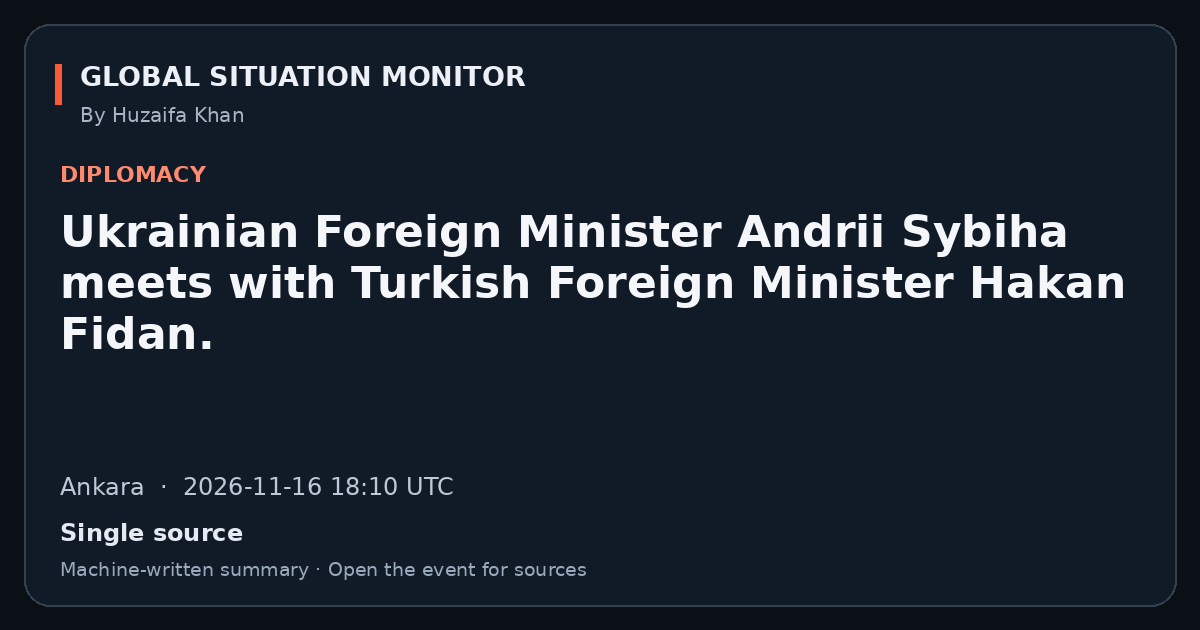 GLOBAL SITUATION MONITOR
By Huzaifa Khan
DIPLOMACY
Ukrainian Foreign Minister Andrii Sybiha
meets with Turkish Foreign Minister Hakan
Fidan.
Ankara · 2026-11-16 18:10 UTC
Single source
Machine-written summary · Open the event for sources